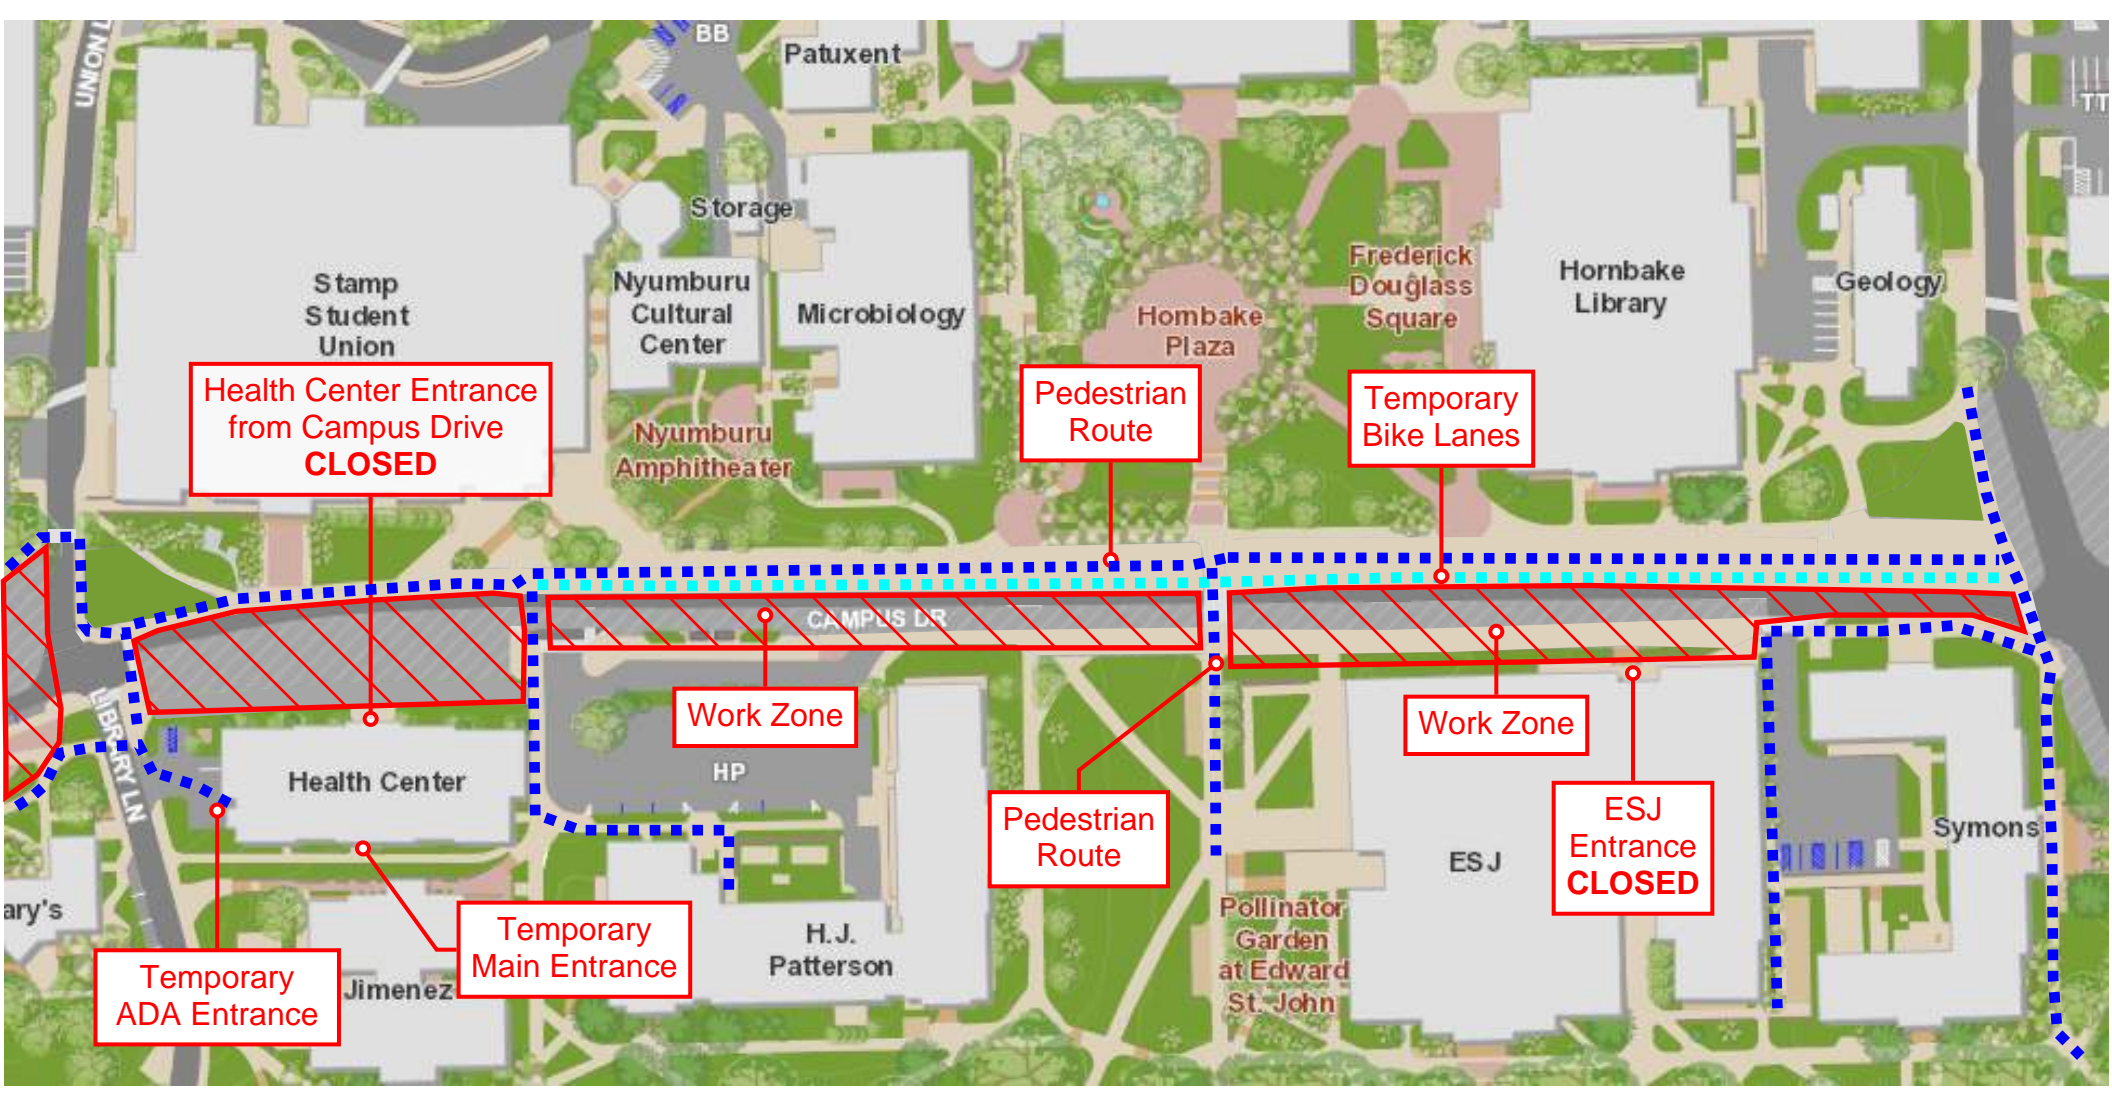 UNION L
BB
Patuxent
TT
Storage
Stamp
Student
Union
Nyumburu
Cultural
Center
Microbiology
Hombake
Plaza
Frederick
Douglass
Square
Hornbake
Library
Geology
Health Center Entrance
from Campus Drive
CLOSED
Nyumburu
Amphitheater
Pedestrian
Route
Temporary
Bike Lanes
CAMPUS DR
LIBRARY LN
Work Zone
Work Zone
Health Center
HP
Pedestrian
Route
ESJ
ESJ
Entrance
CLOSED
Symons
ary's
Temporary
Main Entrance
H.J.
Patterson
Pollinator
Garden
at Edward
St. John
Temporary
ADA Entrance
Jimenez